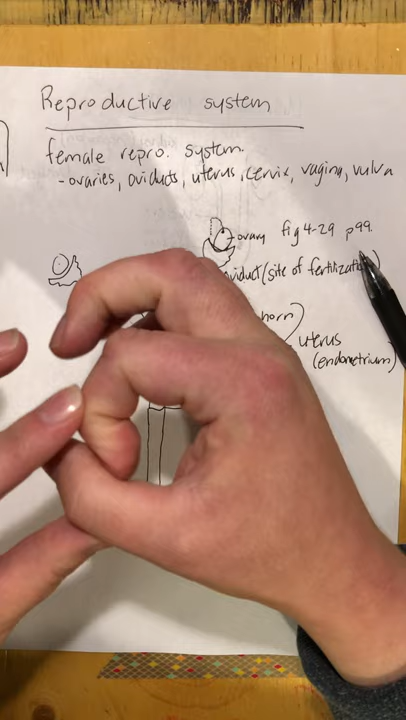 Reproductive system
female repro. system.
- ovaries, oviducts, uterus, cervix, vagina, vulva
ovary fig 4-29 p99.
oviduct (site of fertilization)
horn)
uterus
(endometrium)